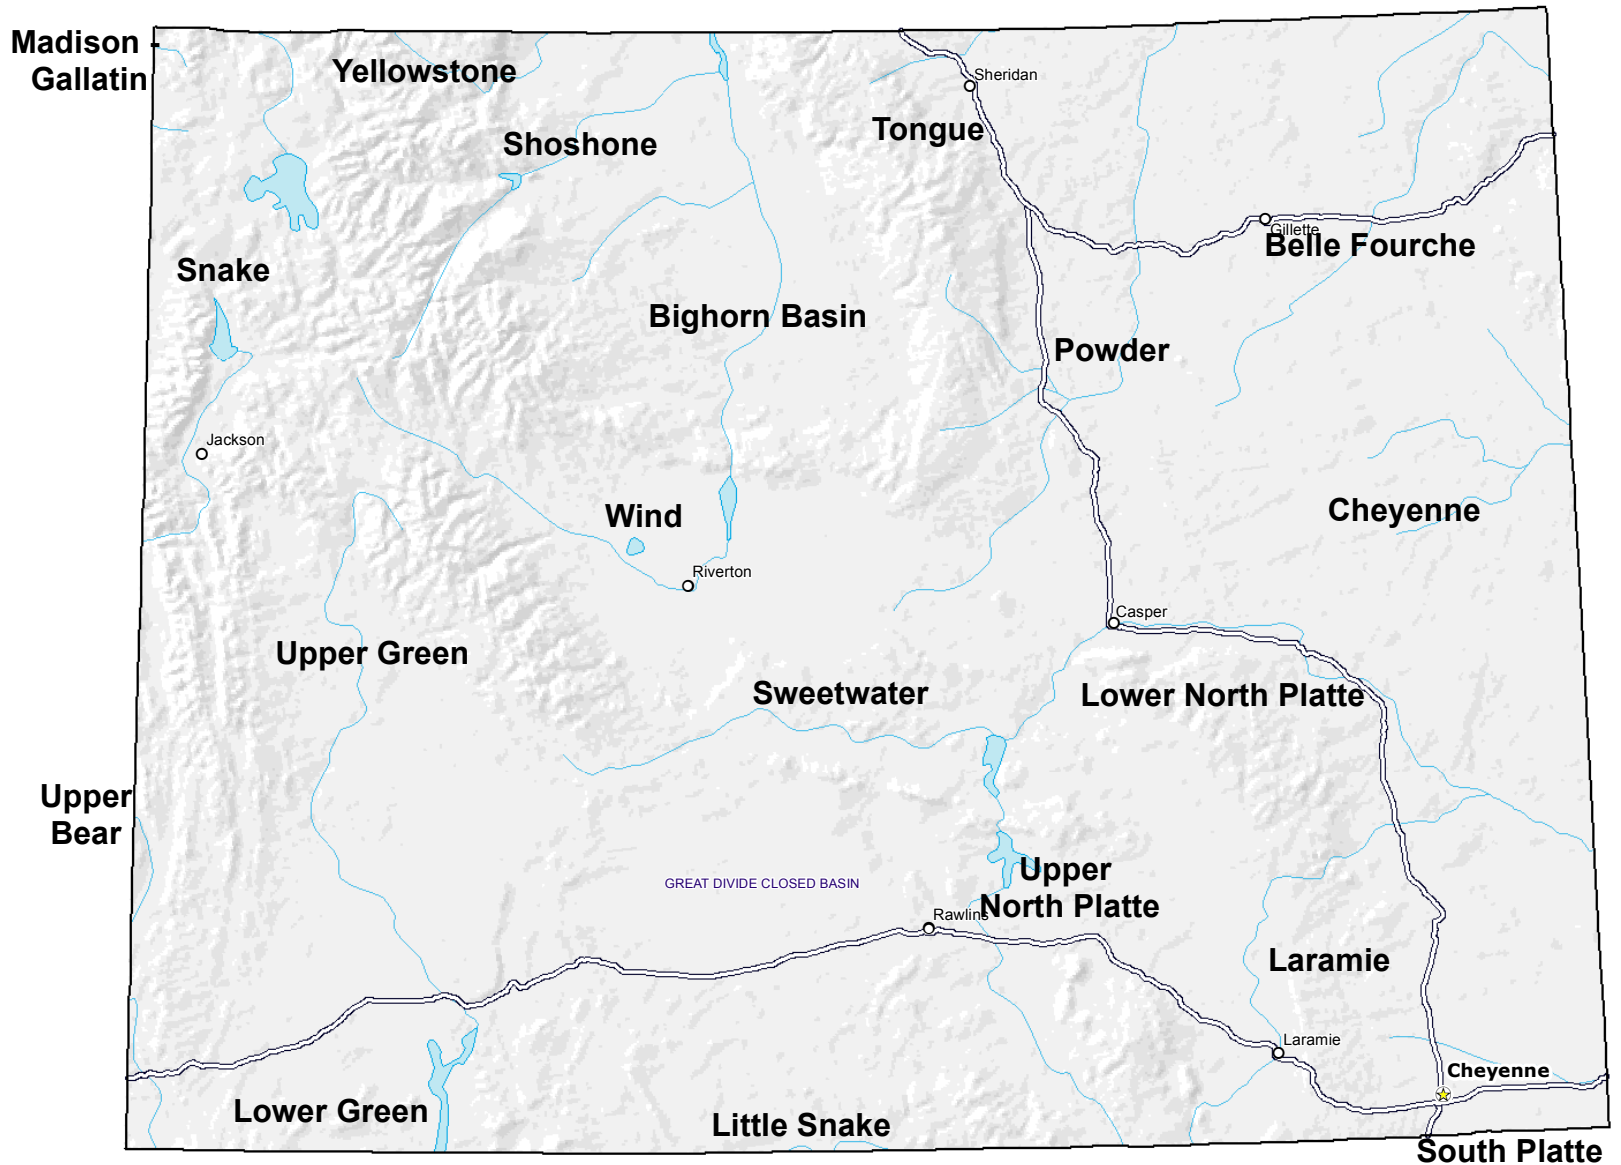 Madison
Gallatin
Yellowstone
Sheridan
Tongue
Shoshone
Gillette
Belle Fourche
Snake
Bighorn Basin
Powder
Jackson
Wind
Cheyenne
Riverton
Casper
Upper Green
Sweetwater
Lower North Platte
Upper
Bear
GREAT DIVIDE CLOSED BASIN
Upper
North Platte
Rawlins
Laramie
Laramie
Cheyenne
Lower Green
Little Snake
South Platte